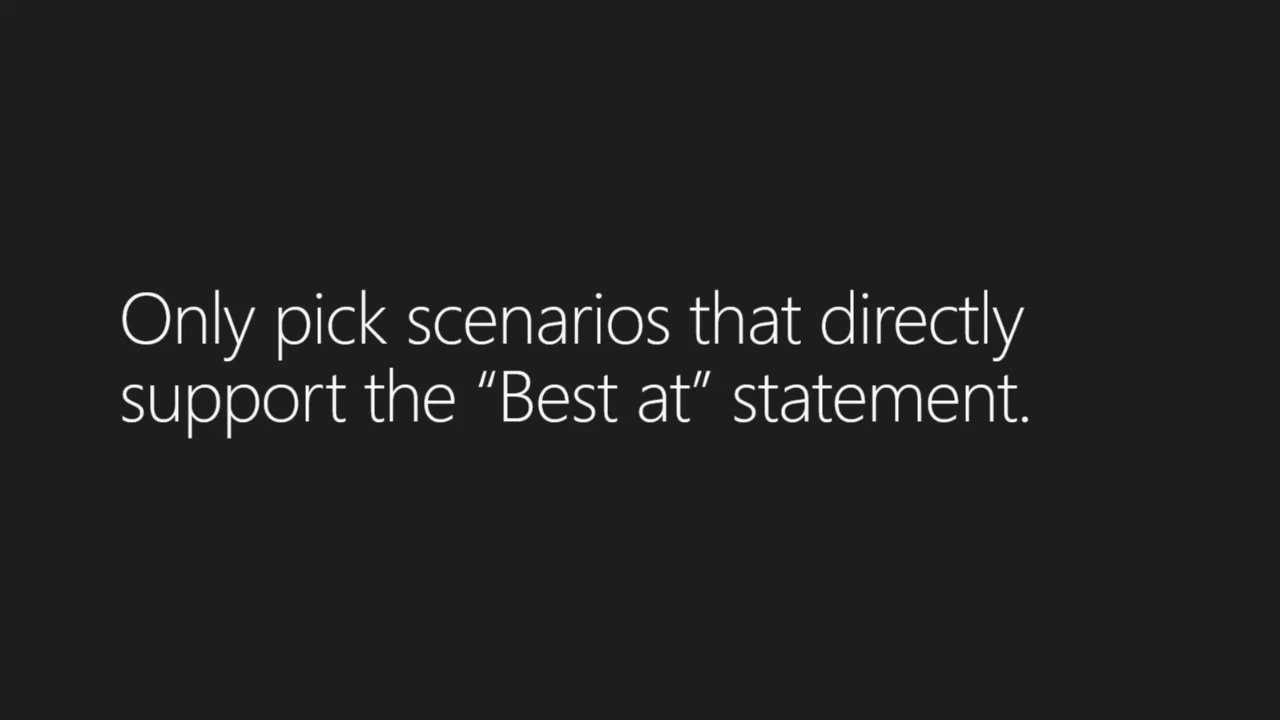 Only pick scenarios that directly
support the “Best at” statement.